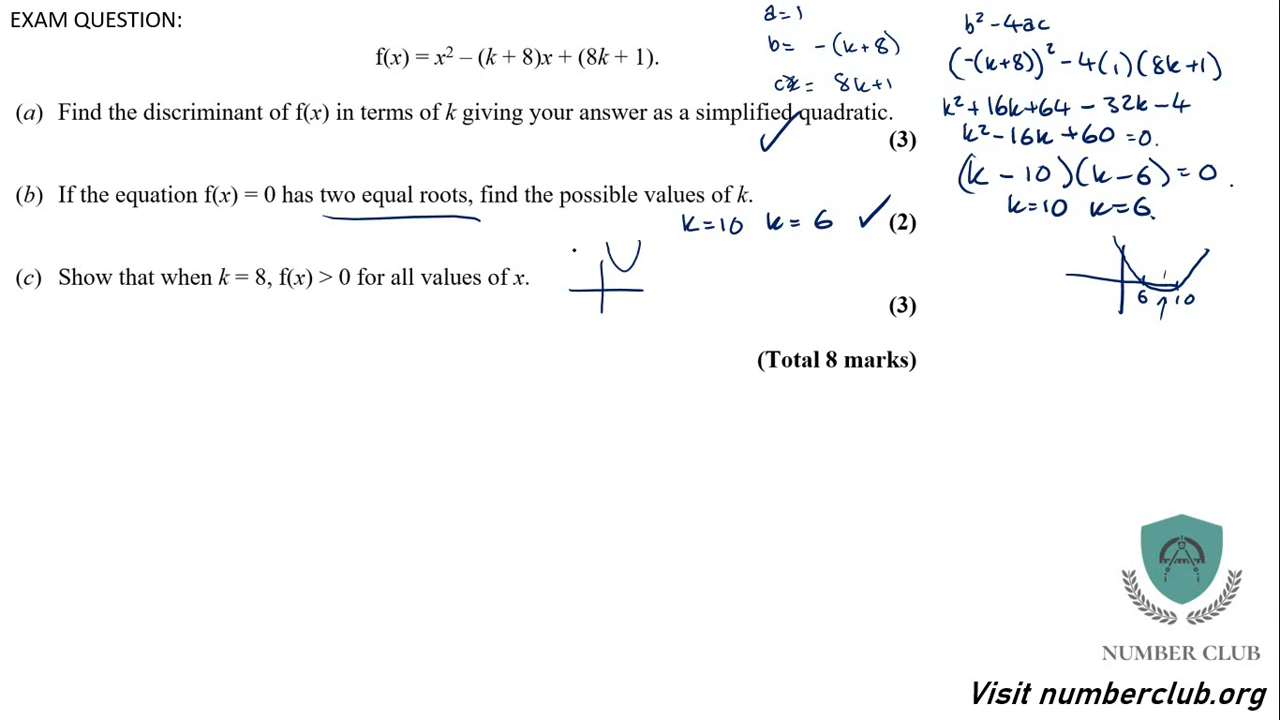 EXAM QUESTION:
f(x) = x² – (k + 8)x + (8k + 1).
a = 1
b = -(k+8)
c = 8k+1
(a) Find the discriminant of f(x) in terms of k giving your answer as a simplified quadratic.
(3)
b² - 4ac
(-(k+8))² - 4(1)(8k+1)
k² + 16k + 64 - 32k - 4
k² - 16k + 60 = 0.
(k - 10)(k - 6) = 0.
k=10 k=6.
(b) If the equation f(x) = 0 has two equal roots, find the possible values of k.
k=10 k=6 ✓ (2)
(c) Show that when k = 8, f(x) > 0 for all values of x.
(3)
6 10
(Total 8 marks)
NUMBER CLUB
Visit numberclub.org